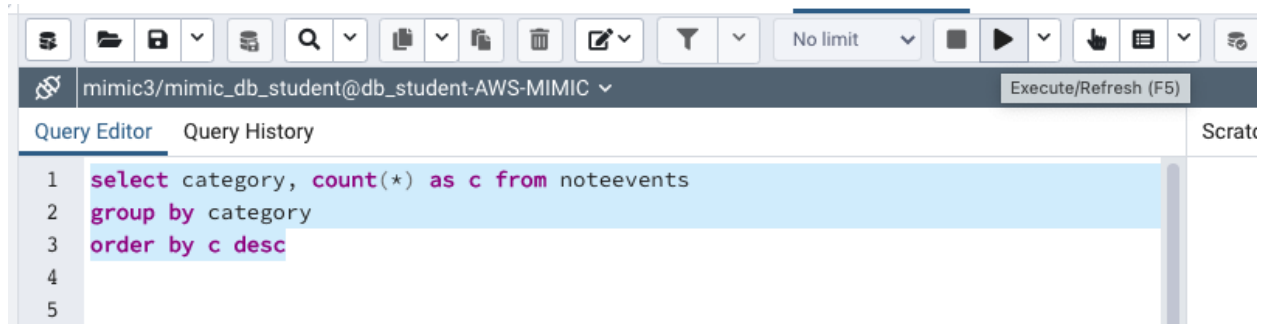 No limit
mimic3/mimic_db_student@db_student-AWS-MIMIC
Execute/Refresh (F5)
Query Editor Query History
Scratc
1 select category, count(*) as c from noteevents
2 group by category
3 order by c desc
4
5